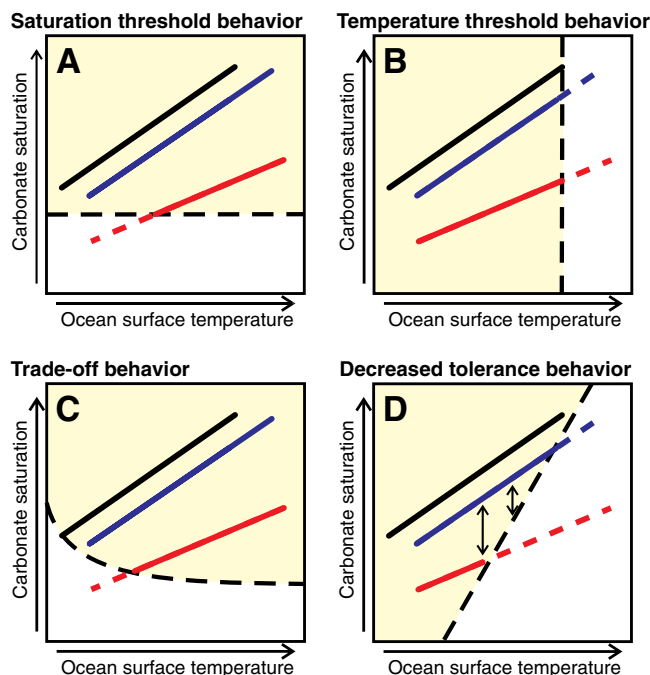 Saturation threshold behavior
A
Carbonate saturation
Ocean surface temperature
Temperature threshold behavior
B
Carbonate saturation
Ocean surface temperature
Trade-off behavior
C
Carbonate saturation
Ocean surface temperature
Decreased tolerance behavior
D
Carbonate saturation
Ocean surface temperature